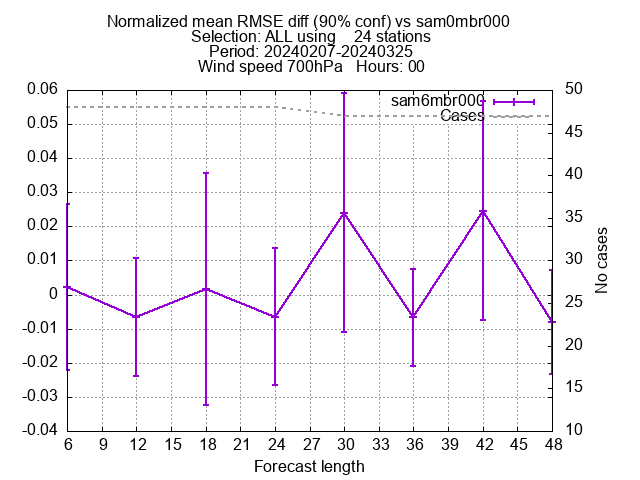 Normalized mean RMSE diff (90% conf) vs sam0mbr000
Selection: ALL using    24 stations
Period: 20240207-20240325
Wind speed 700hPa   Hours: 00
sam6mbr000
Cases
0.06
0.05
0.04
0.03
0.02
0.01
0
-0.01
-0.02
-0.03
-0.04
50
45
40
35
30
25
20
15
10
No cases
6 9 12 15 18 21 24 27 30 33 36 39 42 45 48
Forecast length